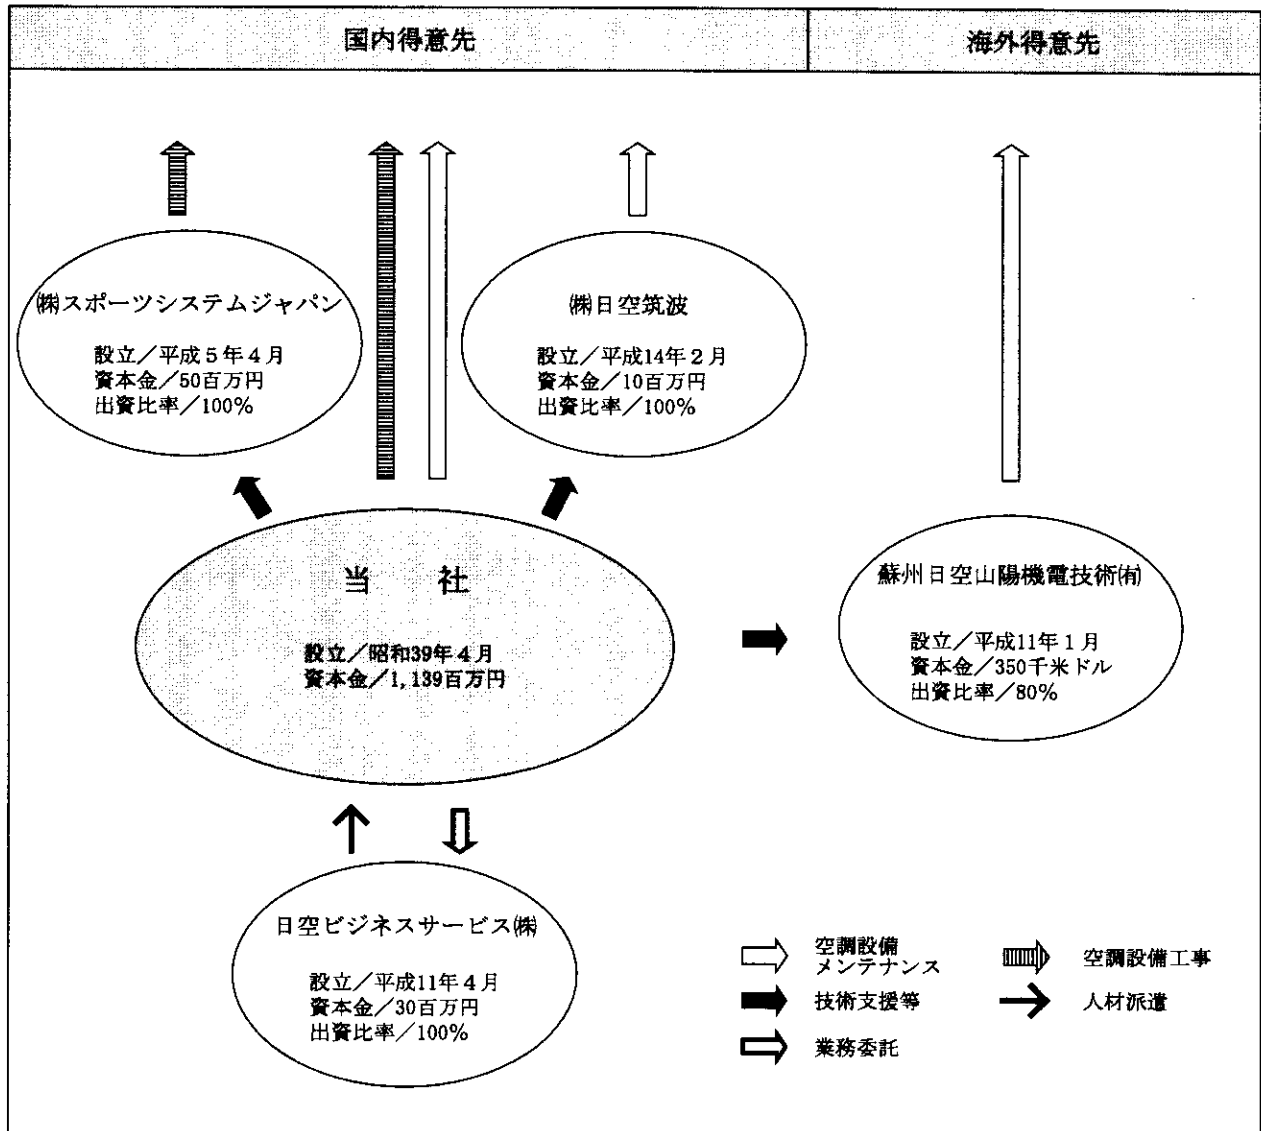 国内得意先
海外得意先
㈱スポーツシステムジャパン
設立／平成５年４月
資本金／50百万円
出資比率／100%
㈱日空筑波
設立／平成14年２月
資本金／10百万円
出資比率／100%
当　社
設立／昭和39年４月
資本金／1,139百万円
蘇州日空山陽機電技術㈲
設立／平成11年１月
資本金／350千米ドル
出資比率／80%
日空ビジネスサービス㈱
設立／平成11年４月
資本金／30百万円
出資比率／100%
空調設備
メンテナンス
空調設備工事
技術支援等
人材派遣
業務委託